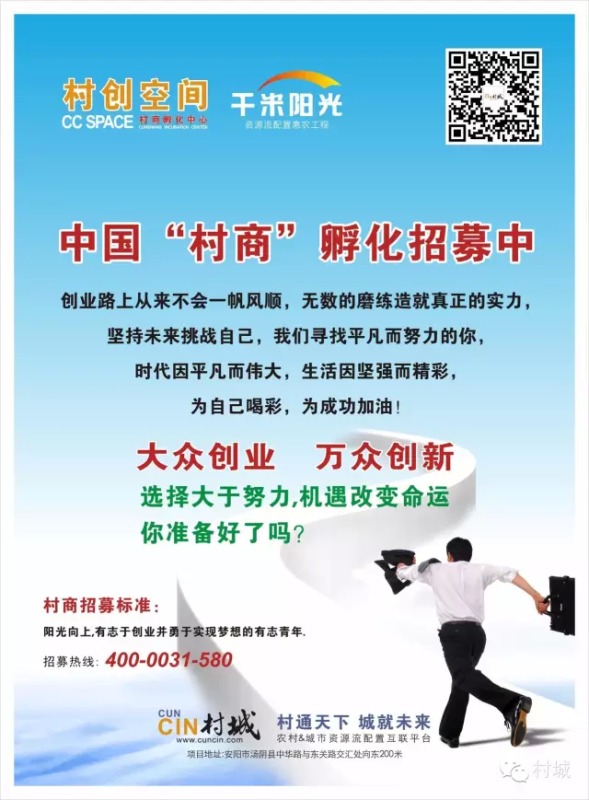 村创空间
CC SPACE 村商孵化中心
CUNSHANG INCUBATION CENTER
千米阳光
资源流配置惠农工程
中国“村商”孵化招募中
创业路上从来不会一帆风顺，无数的磨练造就真正的实力，
坚持未来挑战自己，我们寻找平凡而努力的你，
时代因平凡而伟大，生活因坚强而精彩，
为自己喝彩，为成功加油！
大众创业 万众创新
选择大于努力,机遇改变命运
你准备好了吗？
村商招募标准：
阳光向上,有志于创业并勇于实现梦想的有志青年.
招募热线: 400-0031-580
CUN
CIN村城
www.cuncin.com
村通天下 城就未来
农村&城市资源流配置互联平台
项目地址:安阳市汤阴县中华路与东关路交汇处向东200米
村城